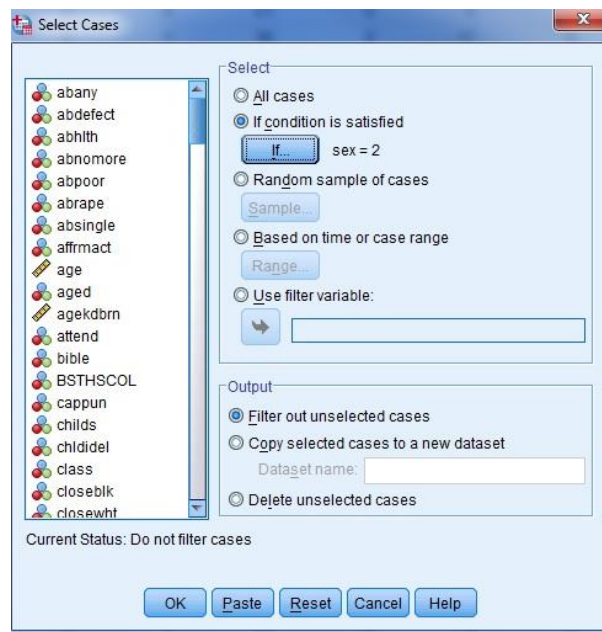 Select Cases
abany
abdefect
abhlth
abnomore
abpoor
abrape
absingle
affrmact
age
aged
agekdbrn
attend
bible
BSTHSCOL
cappun
childs
chldidel
class
closeblk
closewht
Select
All cases
If condition is satisfied
If... sex = 2
Random sample of cases
Sample...
Based on time or case range
Range...
Use filter variable:
Output
Filter out unselected cases
Copy selected cases to a new dataset
Dataset name:
Delete unselected cases
Current Status: Do not filter cases
OK Paste Reset Cancel Help